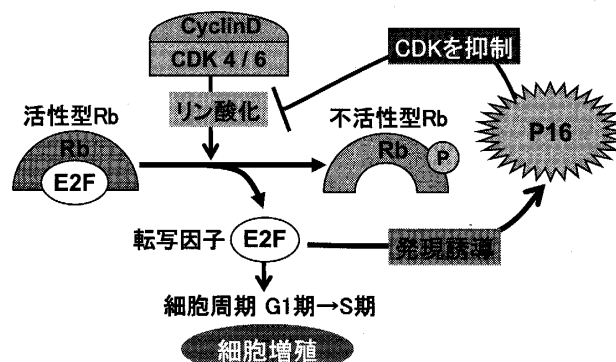 CyclinD
CDK 4 / 6
CDKを抑制
リン酸化
活性型Rb
不活性型Rb
P16
Rb
E2F
Rb
P
転写因子
E2F
発現誘導
細胞周期 G1期→S期
細胞増殖